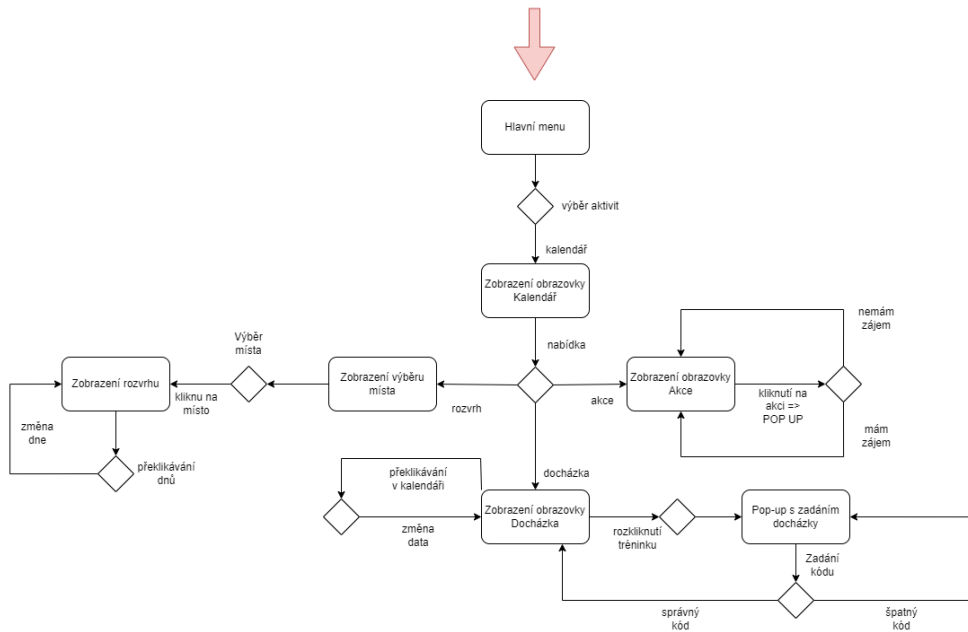 Hlavní menu
výběr aktivit
kalendář
Zobrazení obrazovky
Kalendář
nabídka
nemám
zájem
Výběr
místa
Zobrazení rozvrhu
kliknu na
místo
Zobrazení výběru
místa
rozvrh
akce
Zobrazení obrazovky
Akce
kliknutí na
akci =>
POP UP
mám
zájem
změna
dne
překlikávání
dnů
docházka
překlikávání
v kalendáři
změna
data
Zobrazení obrazovky
Docházka
rozkliknutí
tréninku
Pop-up s zadáním
docházky
Zadání
kódu
správný
kód
špatný
kód